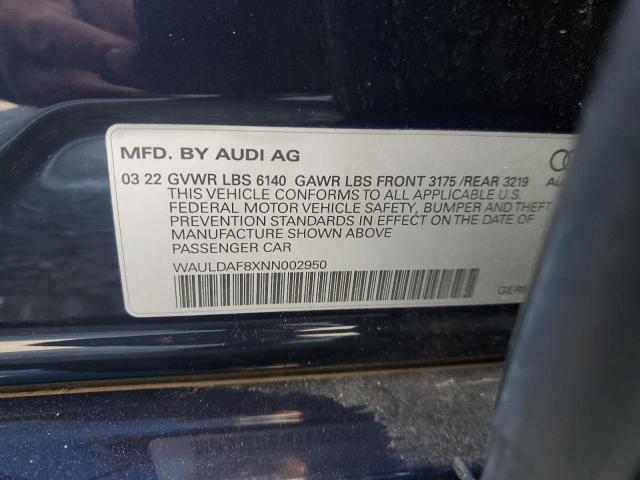 MFD. BY AUDI AG
03 22 GVWR LBS 6140 GAWR LBS FRONT 3175 /REAR 3219
THIS VEHICLE CONFORMS TO ALL APPLICABLE U.S.
FEDERAL MOTOR VEHICLE SAFETY, BUMPER AND THEFT
PREVENTION STANDARDS IN EFFECT ON THE DATE OF
MANUFACTURE SHOWN ABOVE
PASSENGER CAR
WAULDAF8XNN002950